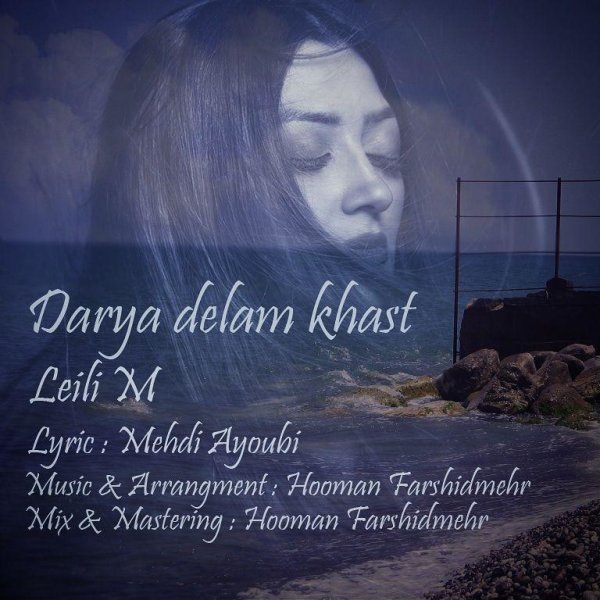 Darya delam khast
Leili M
Lyric : Mehdi Ayoubi
Music & Arrangment : Hooman Farshidmehr
Mix & Mastering : Hooman Farshidmehr